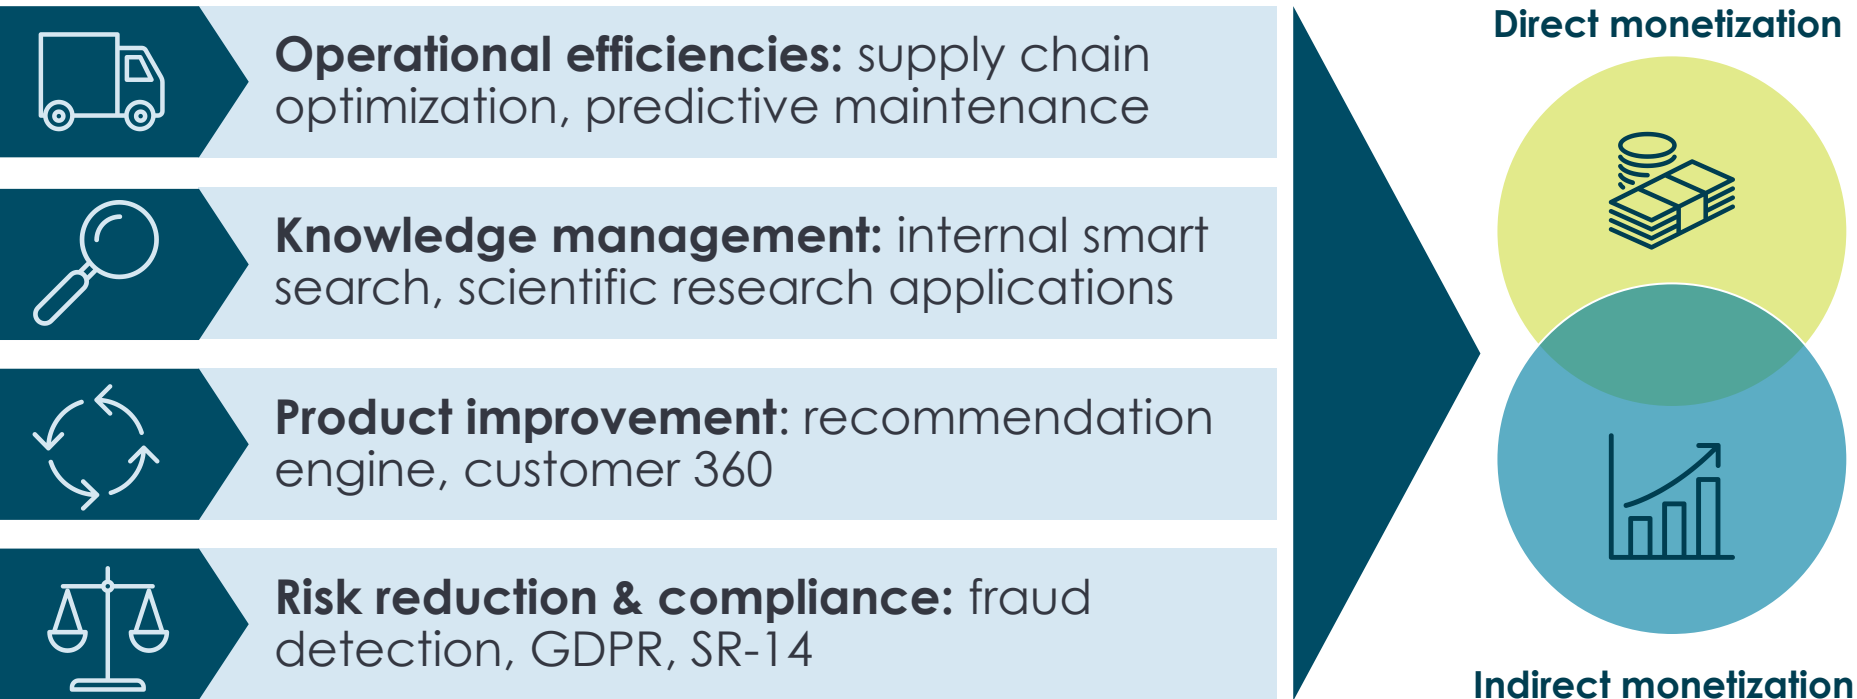 Operational efficiencies: supply chain
optimization, predictive maintenance
Knowledge management: internal smart
search, scientific research applications
Product improvement: recommendation
engine, customer 360
Risk reduction & compliance: fraud
detection, GDPR, SR-14
Direct monetization
Indirect monetization